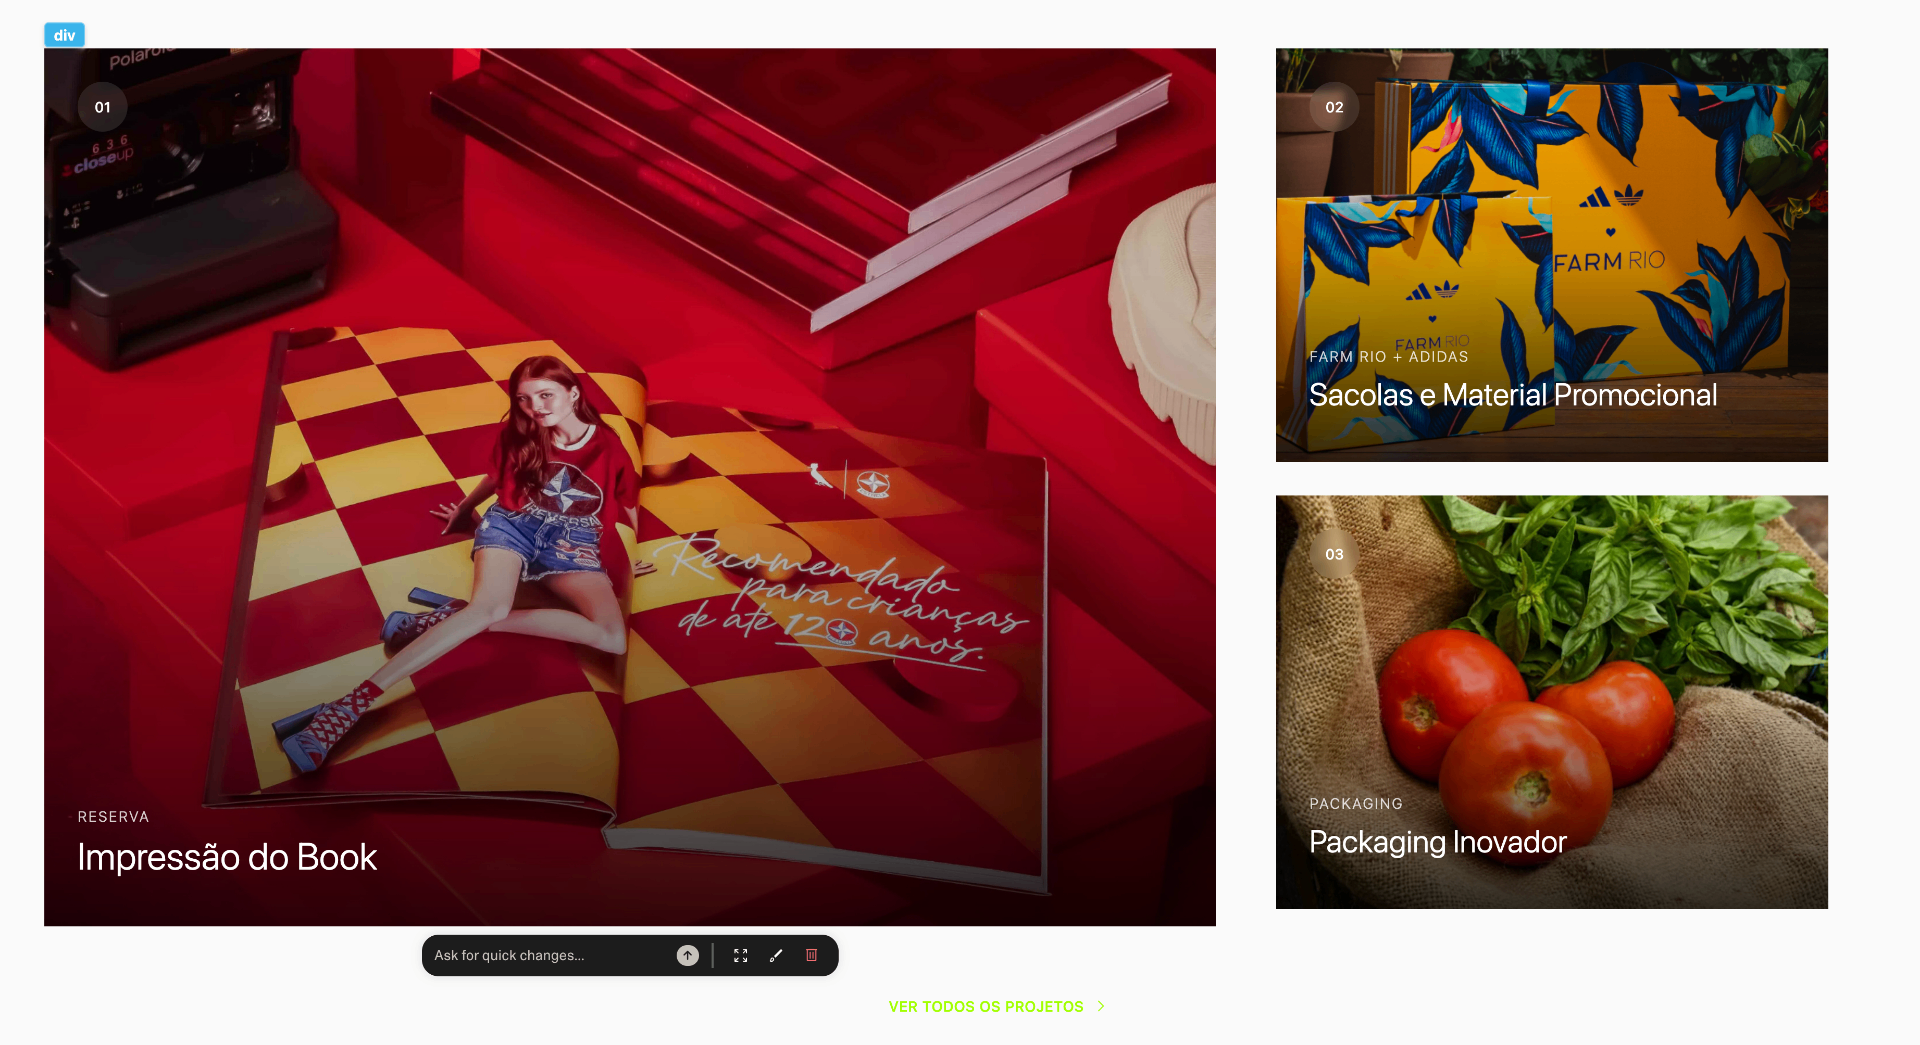 div
Polaroid
01
636
closeup
REVERSA
Recomendado
para crianças
de até 120 anos.
RESERVA
Impressão do Book
02
FARM RIO
FARM RIO
FARM RIO + ADIDAS
Sacolas e Material Promocional
03
PACKAGING
Packaging Inovador
Ask for quick changes...
VER TODOS OS PROJETOS